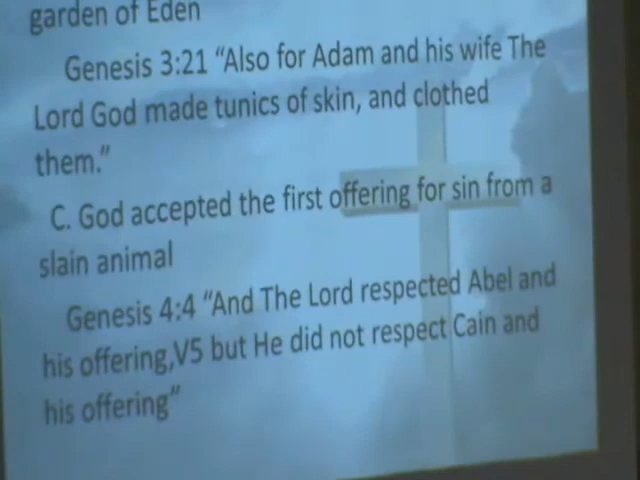 garden of Eden
Genesis 3:21 “Also for Adam and his wife The
Lord God made tunics of skin, and clothed
them.”
C. God accepted the first offering for sin from a
slain animal
Genesis 4:4 “And The Lord respected Abel and
his offering,V5 but He did not respect Cain and
his offering”